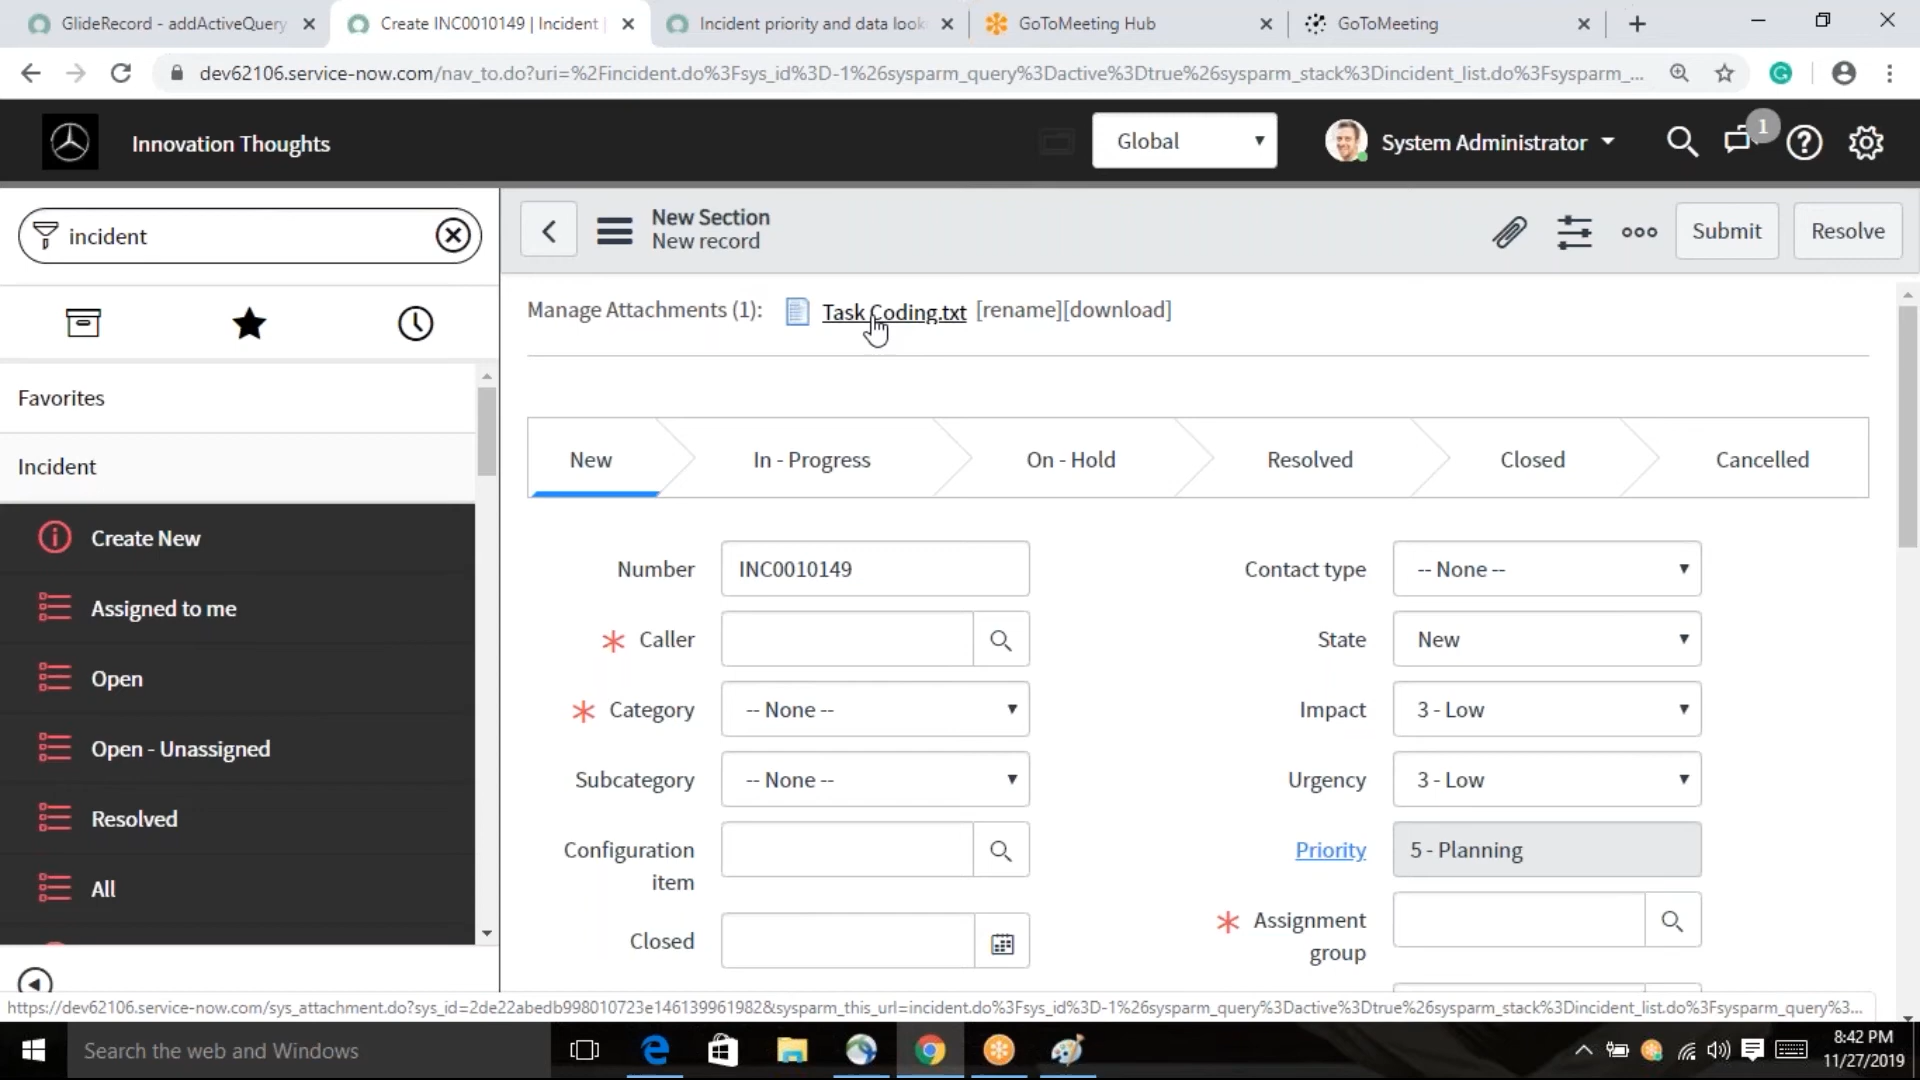 GlideRecord - addActiveQuery
Create INC0010149 | Incident |
Incident priority and data look
GoToMeeting Hub
GoToMeeting
dev62106.service-now.com/nav_to.do?uri=%2Fincident.do%3Fsys_id%3D-1%26sysparm_query%3Dactive%3Dtrue%26sysparm_stack%3Dincident_list.do%3Fsysparm_...
Innovation Thoughts
Global
System Administrator
1
incident
New Section
New record
Submit
Resolve
Manage Attachments (1):
Task Coding.txt
[rename][download]
Favorites
Incident
Create New
Assigned to me
Open
Open - Unassigned
Resolved
All
New
In - Progress
On - Hold
Resolved
Closed
Cancelled
Number
INC0010149
Contact type
-- None --
Caller
State
New
Category
-- None --
Impact
3 - Low
Subcategory
-- None --
Urgency
3 - Low
Configuration
item
Priority
5 - Planning
Assignment
group
Closed
https://dev62106.service-now.com/sys_attachment.do?sys_id=2de22abedb998010723e146139961982&sysparm_this_url=incident.do%3Fsys_id%3D-1%26sysparm_query%3Dactive%3Dtrue%26sysparm_stack%3Dincident_list.do%3Fsysparm_query%3...
Search the web and Windows
8:42 PM
11/27/2019